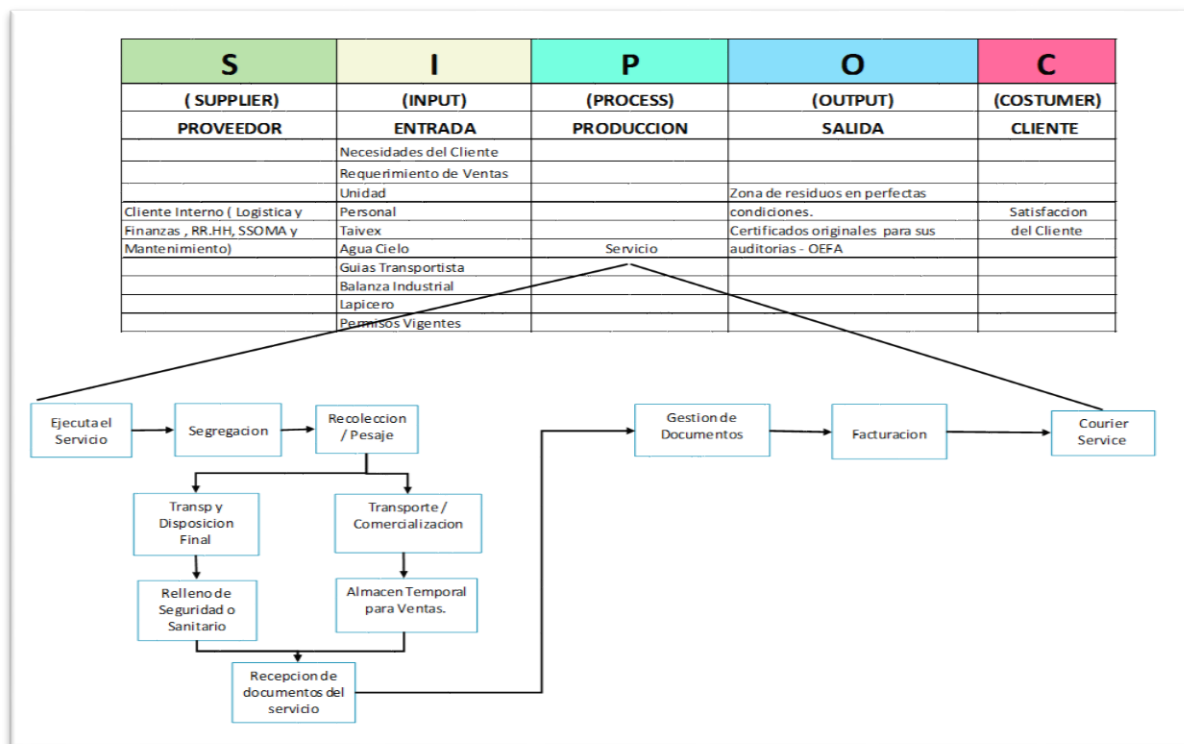 S I P O C
(SUPPLIER) (INPUT) (PROCESS) (OUTPUT) (COSTUMER)
PROVEEDOR ENTRADA PRODUCCION SALIDA CLIENTE
Necesidades del Cliente
Requerimiento de Ventas
Unidad Zona de residuos en perfectas
Cliente Interno ( Logistica y Personal condiciones. Satisfaccion
Finanzas , RR.HH, SSOMA y Taivex Certificados originales para sus del Cliente
Mantenimiento) Agua Cielo Servicio auditorias - OEFA
Guias Transportista
Balanza Industrial
Lapicero
Permisos Vigentes
Ejecuta el
Servicio
Segregacion
Recoleccion
/ Pesaje
Gestion de
Documentos
Facturacion
Courier
Service
Transp y
Disposicion
Final
Transporte /
Comercializacion
Relleno de
Seguridad o
Sanitario
Almacen Temporal
para Ventas.
Recepcion de
documentos del
servicio